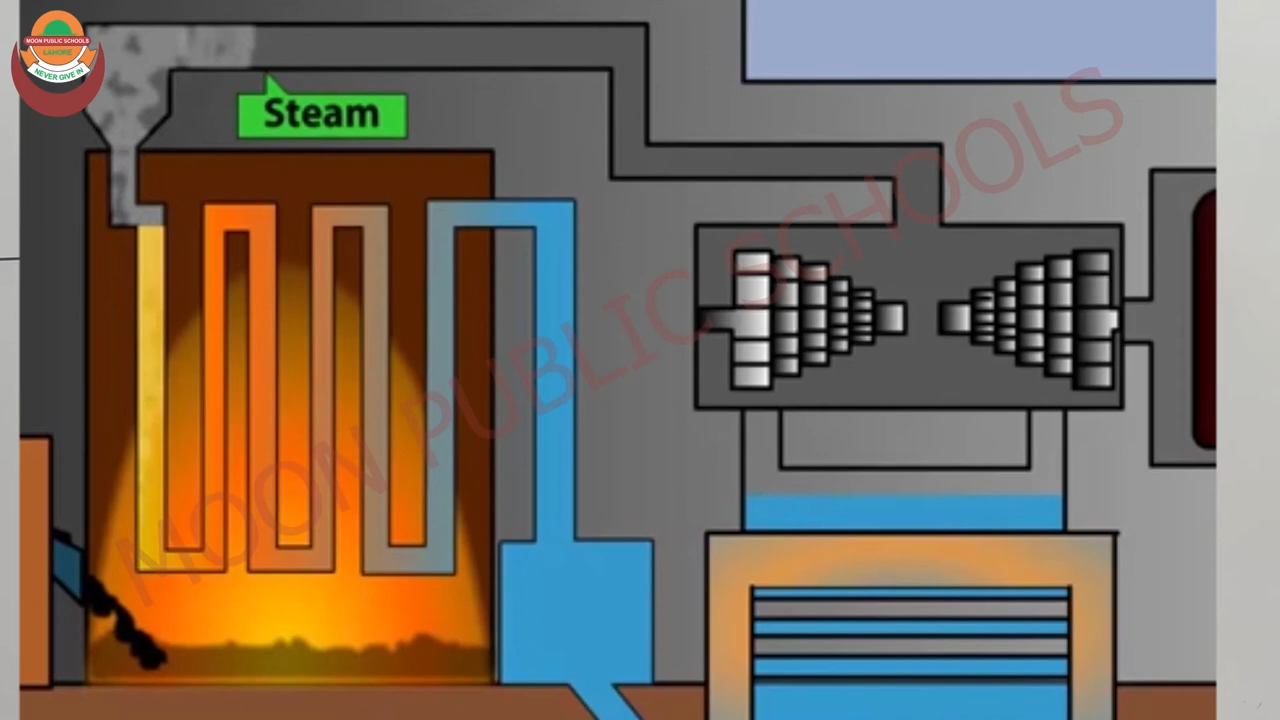 MOON PUBLIC SCHOOLS
LAHORE
NEVER GIVE IN
Steam
MOON PUBLIC SCHOOLS